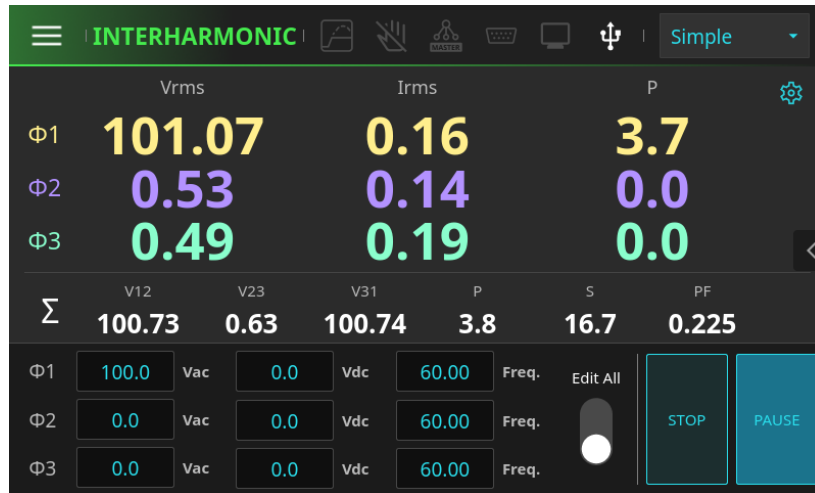 INTERHARMONIC MASTER Simple
Vrms Irms P
Φ1 101.07 0.16 3.7
Φ2 0.53 0.14 0.0
Φ3 0.49 0.19 0.0
V12 V23 V31 P S PF
Σ 100.73 0.63 100.74 3.8 16.7 0.225
Φ1 100.0 Vac 0.0 Vdc 60.00 Freq. Edit All
Φ2 0.0 Vac 0.0 Vdc 60.00 Freq. STOP PAUSE
Φ3 0.0 Vac 0.0 Vdc 60.00 Freq.